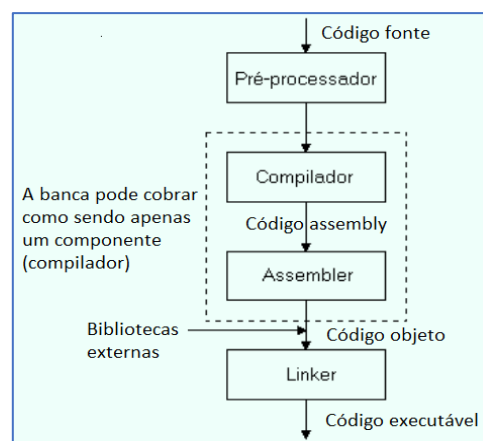 Código fonte
Pré-processador
Compilador
A banca pode cobrar
como sendo apenas
um componente
(compilador)
Código assembly
Assembler
Bibliotecas
externas
Código objeto
Linker
Código executável